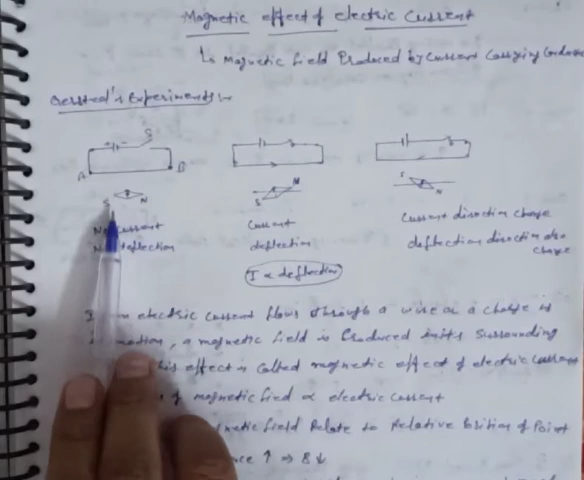 Magnetic effect of electric Current
↳ Magnetic field Produced by Current Carrying
Oersted's Experiments:-
+ - S
A B
S N
S N
S N
No Current
No deflection
Current
deflection
Current direction change
deflection direction also change
I ∝ deflection
electric current flows through a wire or a charge is
motion, a magnetic field is Produced in its Surrounding
this effect is Called magnetic effect of electric current
of magnetic field ∝ electric current
field Relate to Relative Position of Point
↑ ⇒ B ↓